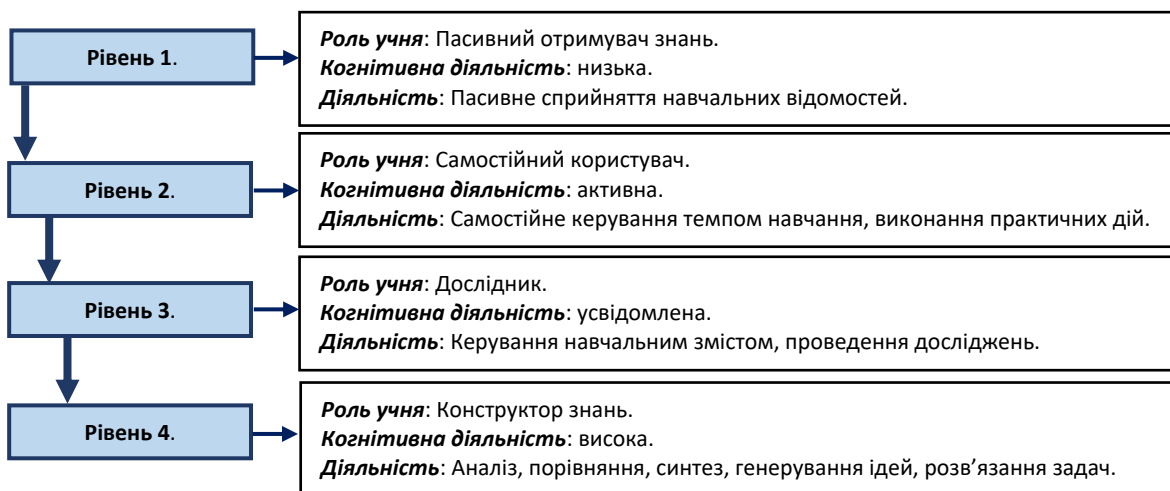 Рівень 1.
Роль учня: Пасивний отримувач знань.
Когнітивна діяльність: низька.
Діяльність: Пасивне сприйняття навчальних відомостей.
Рівень 2.
Роль учня: Самостійний користувач.
Когнітивна діяльність: активна.
Діяльність: Самостійне керування темпом навчання, виконання практичних дій.
Рівень 3.
Роль учня: Дослідник.
Когнітивна діяльність: усвідомлена.
Діяльність: Керування навчальним змістом, проведення досліджень.
Рівень 4.
Роль учня: Конструктор знань.
Когнітивна діяльність: висока.
Діяльність: Аналіз, порівняння, синтез, генерування ідей, розв’язання задач.